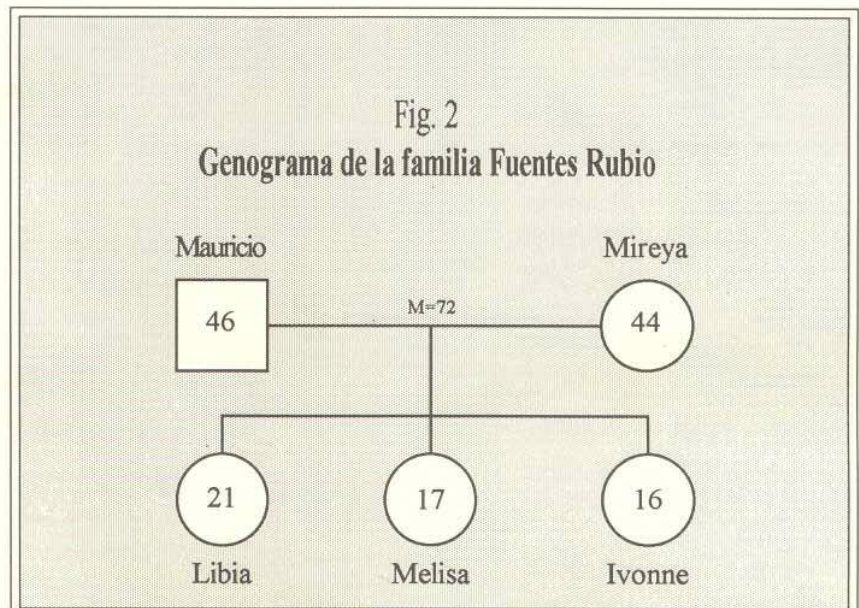 Fig. 2
Genograma de la familia Fuentes Rubio
Mauricio
Mireya
46
M=72
44
21
17
16
Libia
Melisa
Ivonne